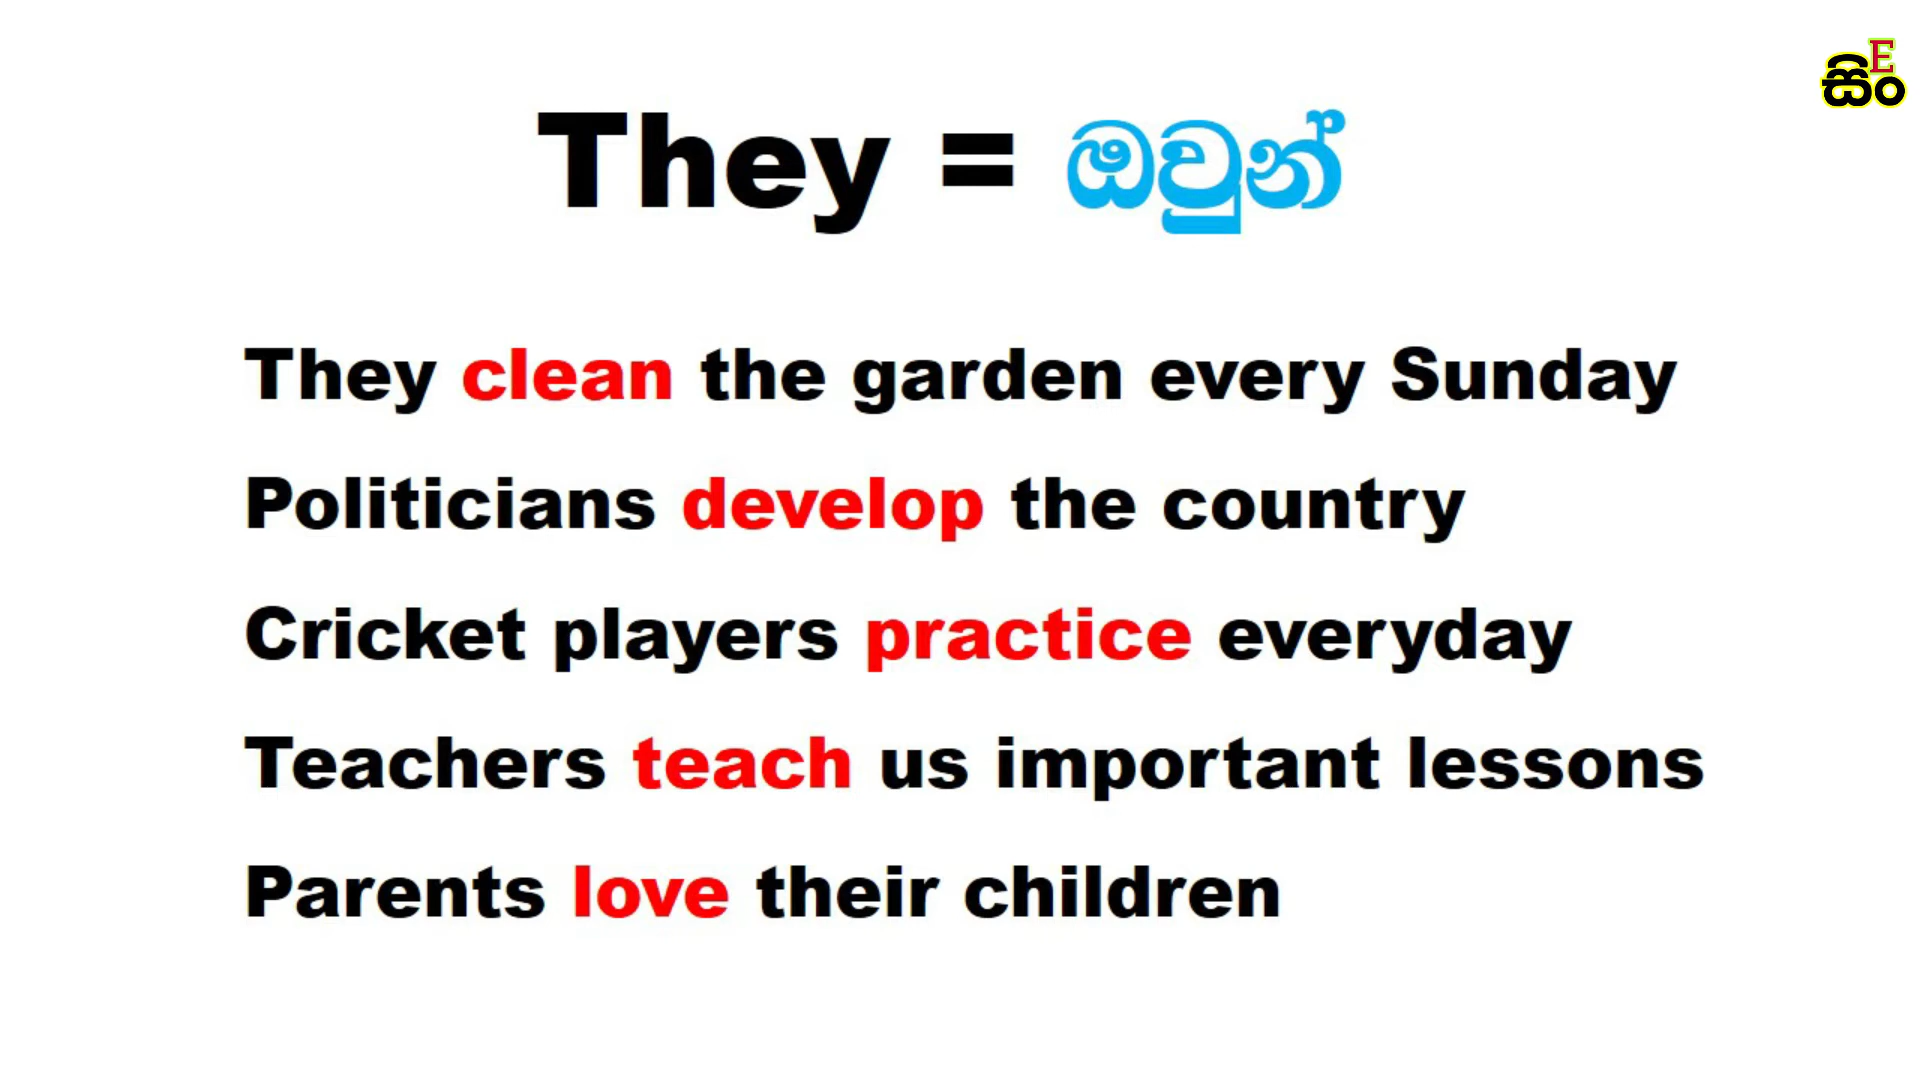 සිංE
They = ඔවුන්
They clean the garden every Sunday
Politicians develop the country
Cricket players practice everyday
Teachers teach us important lessons
Parents love their children